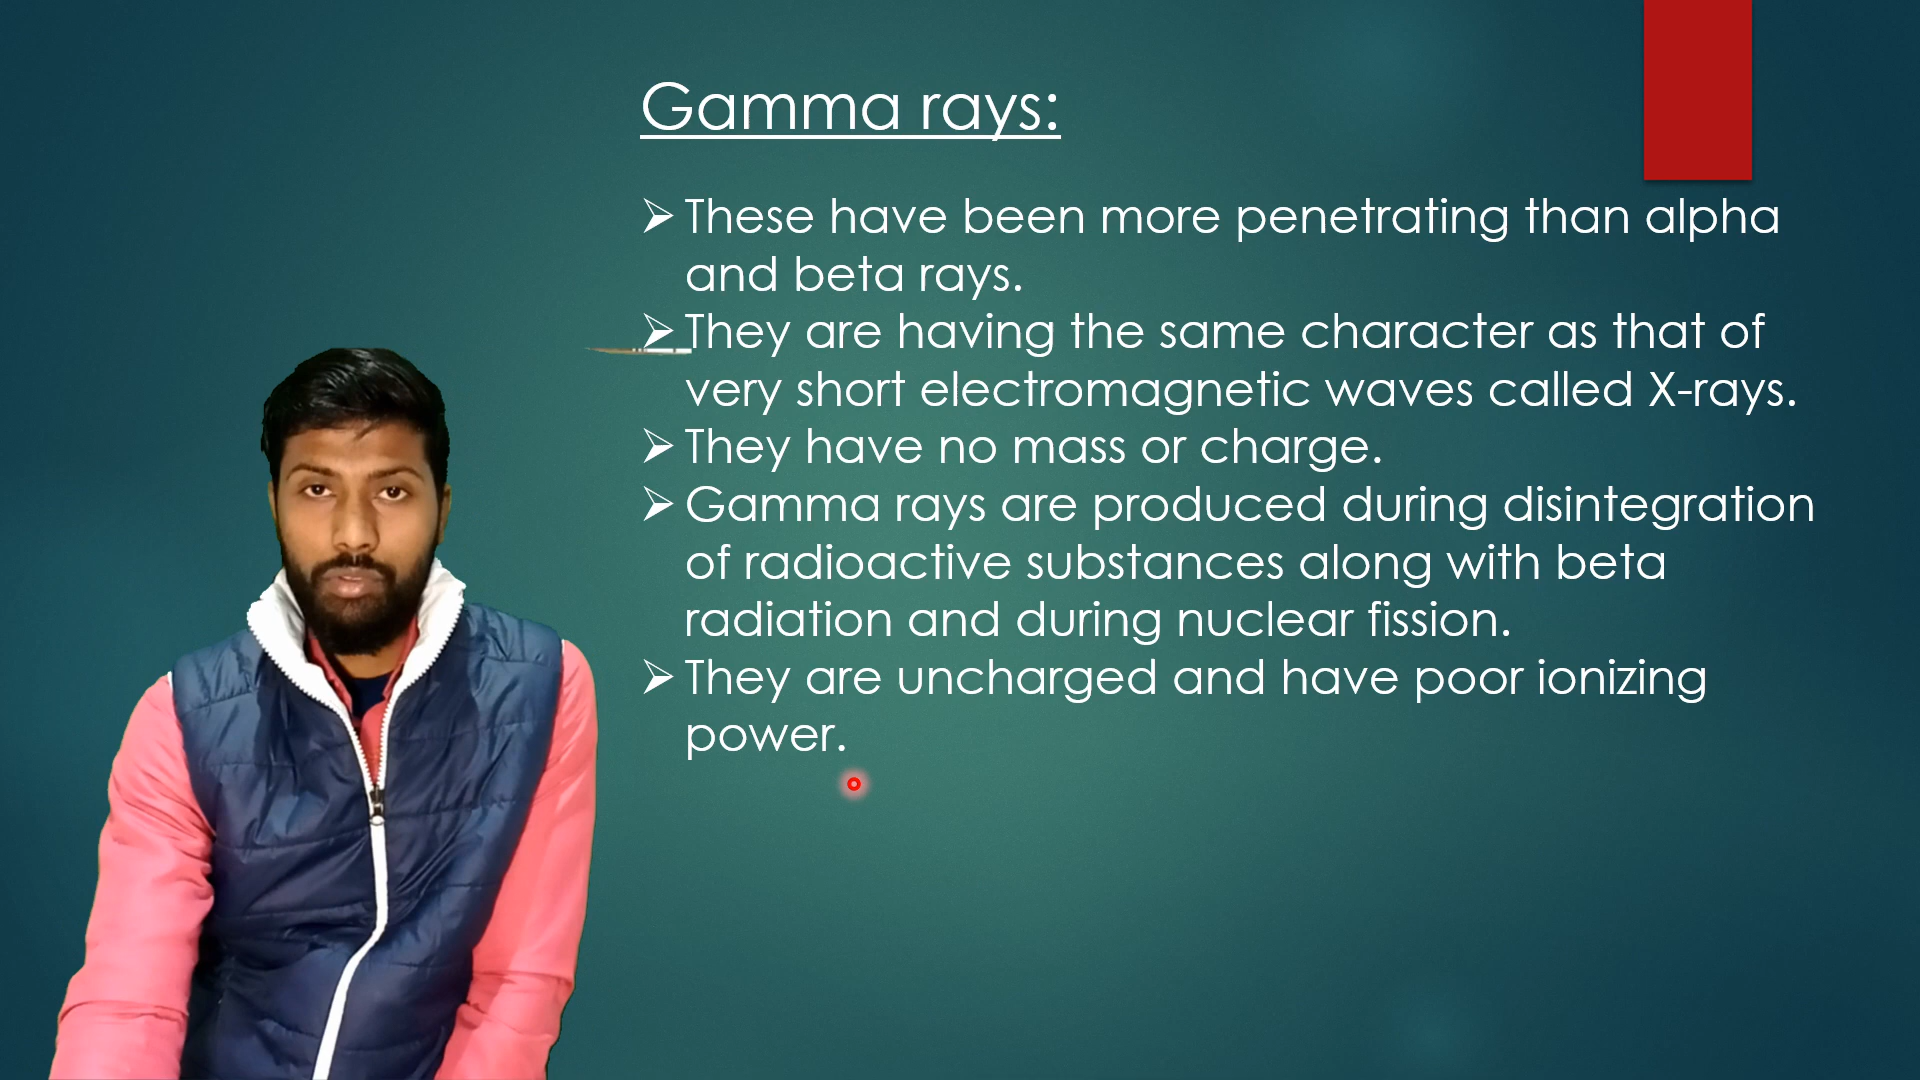 Gamma rays:
➢ These have been more penetrating than alpha
and beta rays.
➢ They are having the same character as that of
very short electromagnetic waves called X-rays.
➢ They have no mass or charge.
➢ Gamma rays are produced during disintegration
of radioactive substances along with beta
radiation and during nuclear fission.
➢ They are uncharged and have poor ionizing
power.